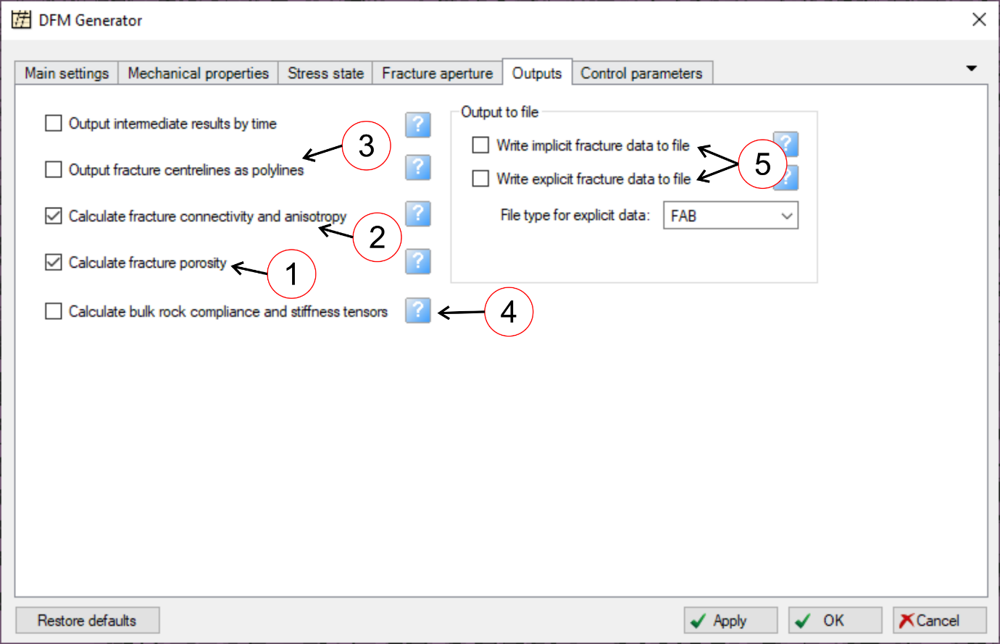 DFM Generator
Main settings
Mechanical properties
Stress state
Fracture aperture
Outputs
Control parameters
Output intermediate results by time
?
Output fracture centrelines as polylines
?
3
Calculate fracture connectivity and anisotropy
?
2
Calculate fracture porosity
?
1
Calculate bulk rock compliance and stiffness tensors
?
4
Output to file
Write implicit fracture data to file
?
Write explicit fracture data to file
?
5
File type for explicit data:
FAB
Restore defaults
Apply
OK
Cancel